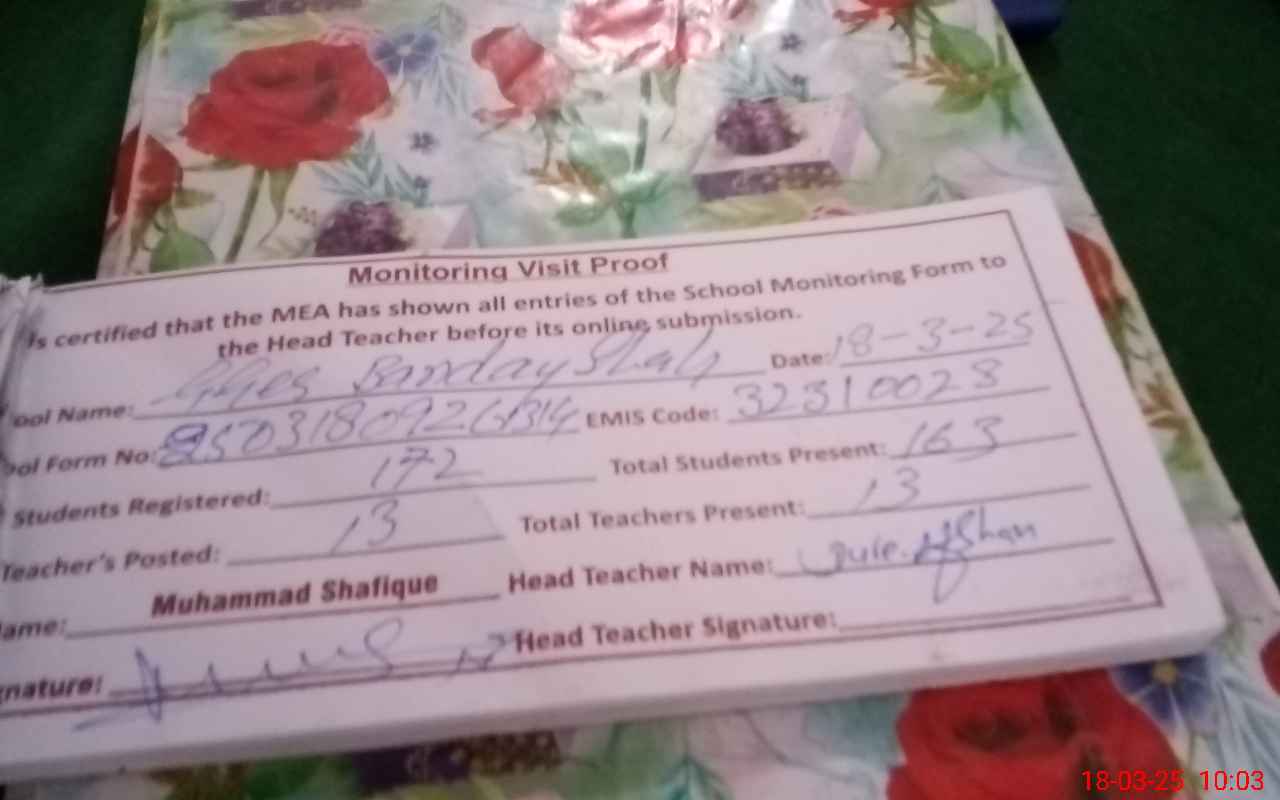 Monitoring Visit Proof
is certified that the MEA has shown all entries of the School Monitoring Form to
the Head Teacher before its online submission.
ool Name: Banday Shah Date: 18-3-25
ool Form No: EMIS Code: 32310028
Students Registered: 172 Total Students Present: 163
Teacher's Posted: 13 Total Teachers Present: 13
ame: Muhammad Shafique Head Teacher Name: Afshan
gnature: Head Teacher Signature:
18-03-25 10:03